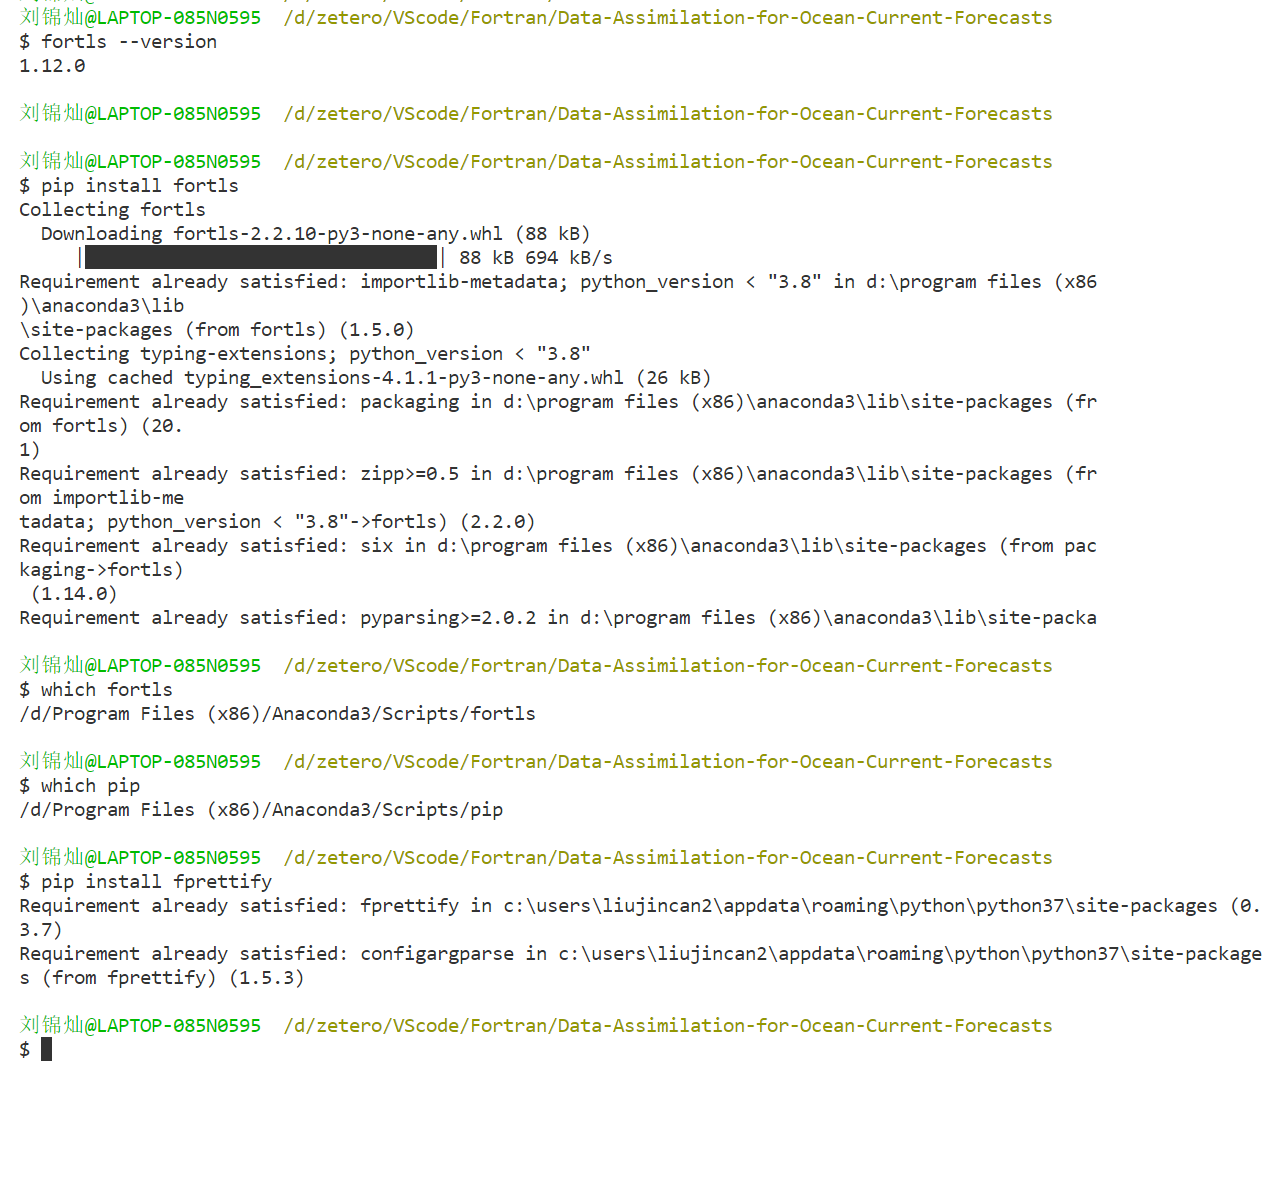 刘锦灿@LAPTOP-085N0595 /d/zetero/VScode/Fortran/Data-Assimilation-for-Ocean-Current-Forecasts
$ fortls --version
1.12.0
刘锦灿@LAPTOP-085N0595 /d/zetero/VScode/Fortran/Data-Assimilation-for-Ocean-Current-Forecasts
刘锦灿@LAPTOP-085N0595 /d/zetero/VScode/Fortran/Data-Assimilation-for-Ocean-Current-Forecasts
$ pip install fortls
Collecting fortls
  Downloading fortls-2.2.10-py3-none-any.whl (88 kB)
| | 88 kB 694 kB/s
Requirement already satisfied: importlib-metadata; python_version < "3.8" in d:\program files (x86
)\anaconda3\lib
\site-packages (from fortls) (1.5.0)
Collecting typing-extensions; python_version < "3.8"
  Using cached typing_extensions-4.1.1-py3-none-any.whl (26 kB)
Requirement already satisfied: packaging in d:\program files (x86)\anaconda3\lib\site-packages (fr
om fortls) (20.
1)
Requirement already satisfied: zipp>=0.5 in d:\program files (x86)\anaconda3\lib\site-packages (fr
om importlib-me
tadata; python_version < "3.8"->fortls) (2.2.0)
Requirement already satisfied: six in d:\program files (x86)\anaconda3\lib\site-packages (from pac
kaging->fortls)
 (1.14.0)
Requirement already satisfied: pyparsing>=2.0.2 in d:\program files (x86)\anaconda3\lib\site-packa
刘锦灿@LAPTOP-085N0595 /d/zetero/VScode/Fortran/Data-Assimilation-for-Ocean-Current-Forecasts
$ which fortls
/d/Program Files (x86)/Anaconda3/Scripts/fortls
刘锦灿@LAPTOP-085N0595 /d/zetero/VScode/Fortran/Data-Assimilation-for-Ocean-Current-Forecasts
$ which pip
/d/Program Files (x86)/Anaconda3/Scripts/pip
刘锦灿@LAPTOP-085N0595 /d/zetero/VScode/Fortran/Data-Assimilation-for-Ocean-Current-Forecasts
$ pip install fprettify
Requirement already satisfied: fprettify in c:\users\liujincan2\appdata\roaming\python\python37\site-packages (0.
3.7)
Requirement already satisfied: configargparse in c:\users\liujincan2\appdata\roaming\python\python37\site-package
s (from fprettify) (1.5.3)
刘锦灿@LAPTOP-085N0595 /d/zetero/VScode/Fortran/Data-Assimilation-for-Ocean-Current-Forecasts
$